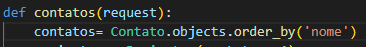 def contatos(request):
    contatos= Contato.objects.order_by('nome')